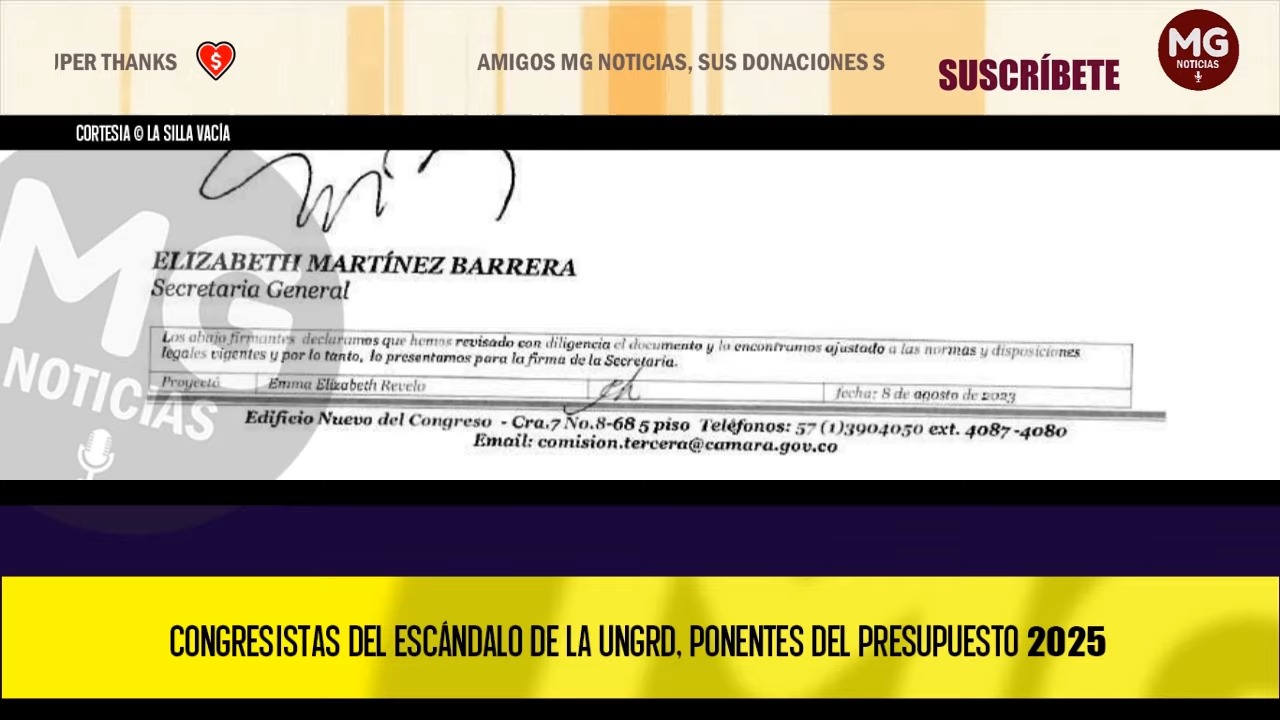 UPER THANKS
AMIGOS MG NOTICIAS, SUS DONACIONES S
SUSCRÍBETE
MG
NOTICIAS
CORTESIA © LA SILLA VACÍA
MG
NOTICIAS
ELIZABETH MARTÍNEZ BARRERA
Secretaria General
Los abajo firmantes declaramos que hemos revisado con diligencia el documento y lo encontramos ajustado a las normas y disposiciones
legales vigentes y por lo tanto, lo presentamos para la firma de la Secretaria.
Proyectó Emma Elizabeth Revelo fecha: 8 de agosto de 2023
Edificio Nuevo del Congreso - Cra.7 No.8-68 5 piso Teléfonos: 57 (1)3904050 ext. 4087 -4080
Email: comision.tercera@camara.gov.co
CONGRESISTAS DEL ESCÁNDALO DE LA UNGRD, PONENTES DEL PRESUPUESTO 2025